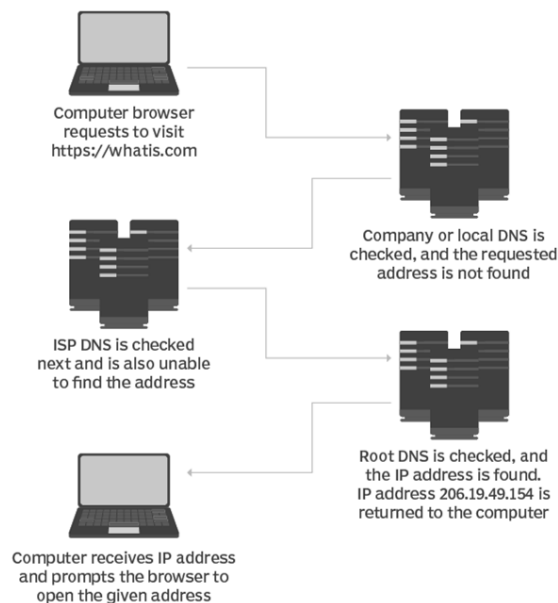 Computer browser
requests to visit
https://whatis.com
Company or local DNS is
checked, and the requested
address is not found
ISP DNS is checked
next and is also unable
to find the address
Root DNS is checked, and
the IP address is found.
IP address 206.19.49.154 is
returned to the computer
Computer receives IP address
and prompts the browser to
open the given address